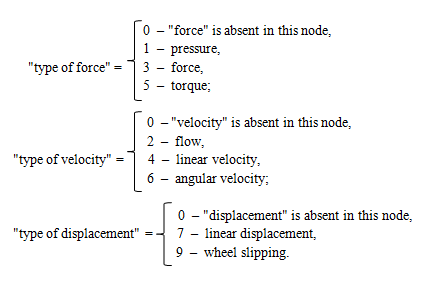 0 – "force" is absent in this node,
1 – pressure,
"type of force" = 3 – force,
5 – torque;
0 – "velocity" is absent in this node,
2 – flow,
"type of velocity" = 4 – linear velocity,
6 – angular velocity;
0 – "displacement" is absent in this node,
"type of displacement" = 7 – linear displacement,
9 – wheel slipping.